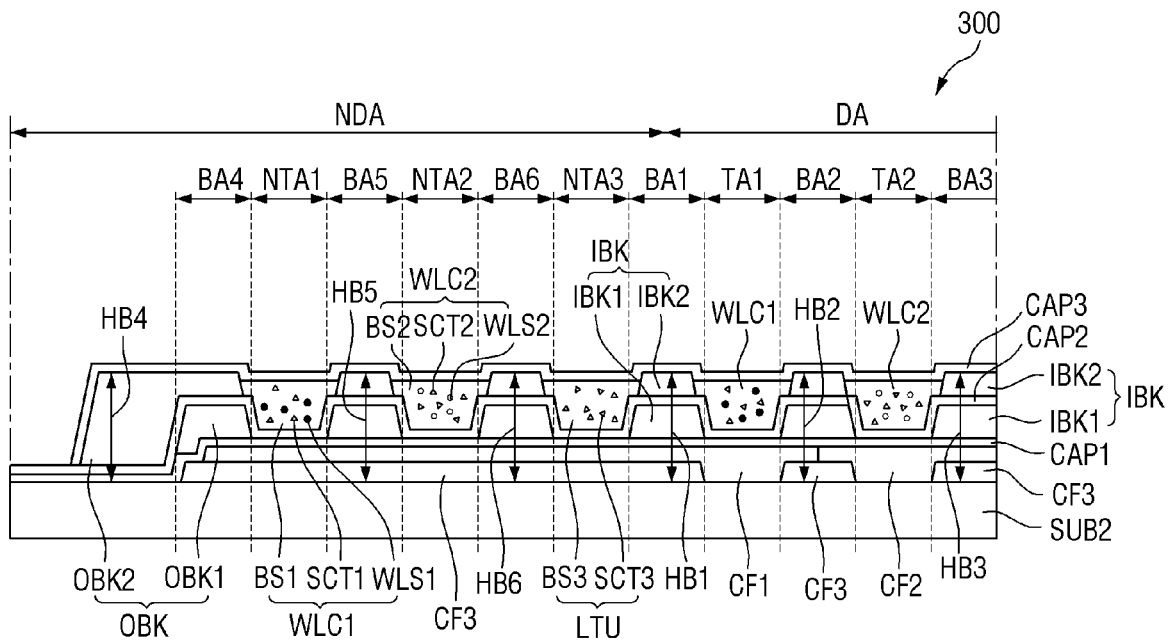 300
NDA DA
BA4 NTA1 BA5 NTA2 BA6 NTA3 BA1 TA1 BA2 TA2 BA3
IBK
WLC2
HB5 IBK1 IBK2 WLC1 HB2 WLC2
HB4 BS2 SCT2 WLS2
CAP3
CAP2
IBK2
IBK
IBK1
CAP1
CF3
SUB2
OBK2 OBK1 BS1 SCT1 WLS1 CF3 HB6 BS3 SCT3 HB1 CF1 CF3 CF2 HB3
OBK WLC1 LTU